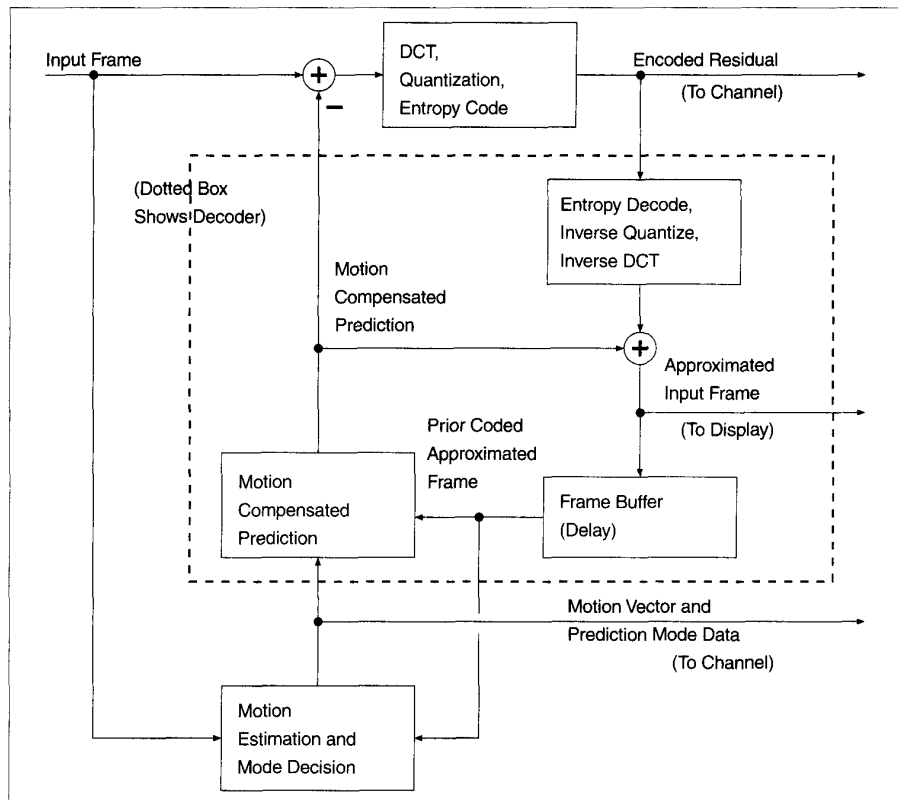 Input Frame
+
−
DCT,
Quantization,
Entropy Code
Encoded Residual
(To Channel)
(Dotted Box
Shows Decoder)
Entropy Decode,
Inverse Quantize,
Inverse DCT
Motion
Compensated
Prediction
+
Approximated
Input Frame
(To Display)
Prior Coded
Approximated
Frame
Motion
Compensated
Prediction
Frame Buffer
(Delay)
Motion Vector and
Prediction Mode Data
(To Channel)
Motion
Estimation and
Mode Decision